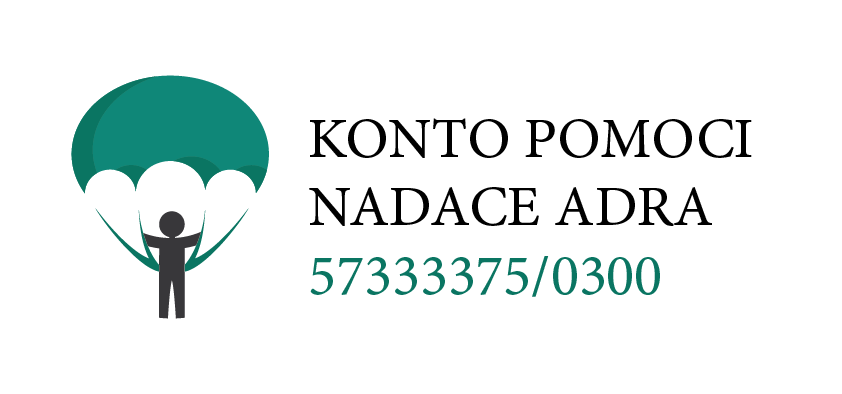 KONTO POMOCI
NADACE ADRA
57333375/0300